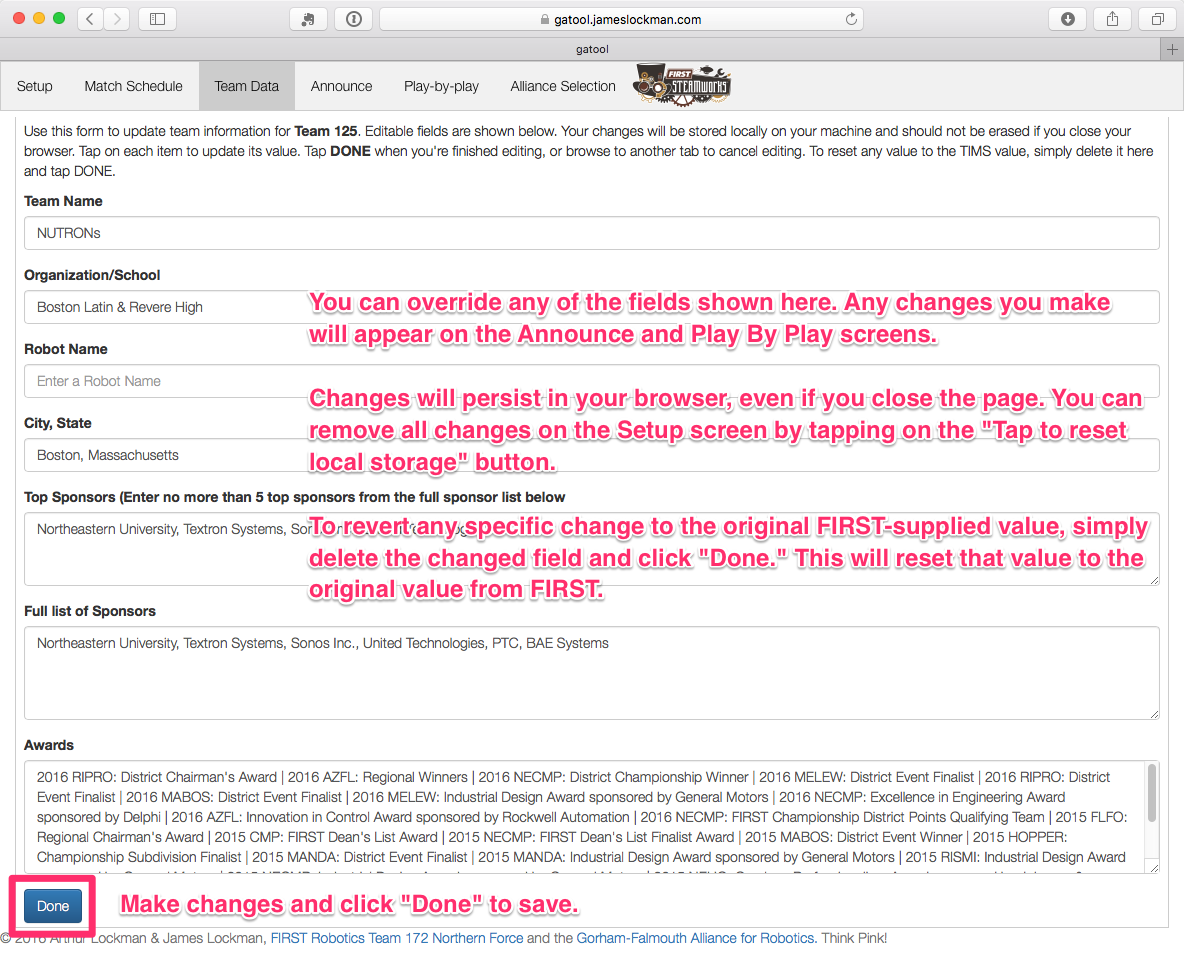 gatool.jameslockman.com
gatool
Setup Match Schedule Team Data Announce Play-by-play Alliance Selection FIRST STEAMWORKS
Use this form to update team information for Team 125. Editable fields are shown below. Your changes will be stored locally on your machine and should not be erased if you close your
browser. Tap on each item to update its value. Tap DONE when you're finished editing, or browse to another tab to cancel editing. To reset any value to the TIMS value, simply delete it here
and tap DONE.
Team Name
NUTRONs
Organization/School
Boston Latin & Revere High
You can override any of the fields shown here. Any changes you make
will appear on the Announce and Play By Play screens.
Robot Name
Enter a Robot Name
Changes will persist in your browser, even if you close the page. You can
remove all changes on the Setup screen by tapping on the "Tap to reset
local storage" button.
City, State
Boston, Massachusetts
Top Sponsors (Enter no more than 5 top sponsors from the full sponsor list below
Northeastern University, Textron Systems,
To revert any specific change to the original FIRST-supplied value, simply
delete the changed field and click "Done." This will reset that value to the
original value from FIRST.
Full list of Sponsors
Northeastern University, Textron Systems, Sonos Inc., United Technologies, PTC, BAE Systems
Awards
2016 RIPRO: District Chairman's Award | 2016 AZFL: Regional Winners | 2016 NECMP: District Championship Winner | 2016 MELEW: District Event Finalist | 2016 RIPRO: District
Event Finalist | 2016 MABOS: District Event Finalist | 2016 MELEW: Industrial Design Award sponsored by General Motors | 2016 NECMP: Excellence in Engineering Award
sponsored by Delphi | 2016 AZFL: Innovation in Control Award sponsored by Rockwell Automation | 2016 NECMP: FIRST Championship District Points Qualifying Team | 2015 FLFO:
Regional Chairman's Award | 2015 CMP: FIRST Dean's List Award | 2015 NECMP: FIRST Dean's List Finalist Award | 2015 MABOS: District Event Winner | 2015 HOPPER:
Championship Subdivision Finalist | 2015 MANDA: District Event Finalist | 2015 MANDA: Industrial Design Award sponsored by General Motors | 2015 RISMI: Industrial Design Award
Done
Make changes and click "Done" to save.
© 2016 Arthur Lockman & James Lockman, FIRST Robotics Team 172 Northern Force and the Gorham-Falmouth Alliance for Robotics. Think Pink!